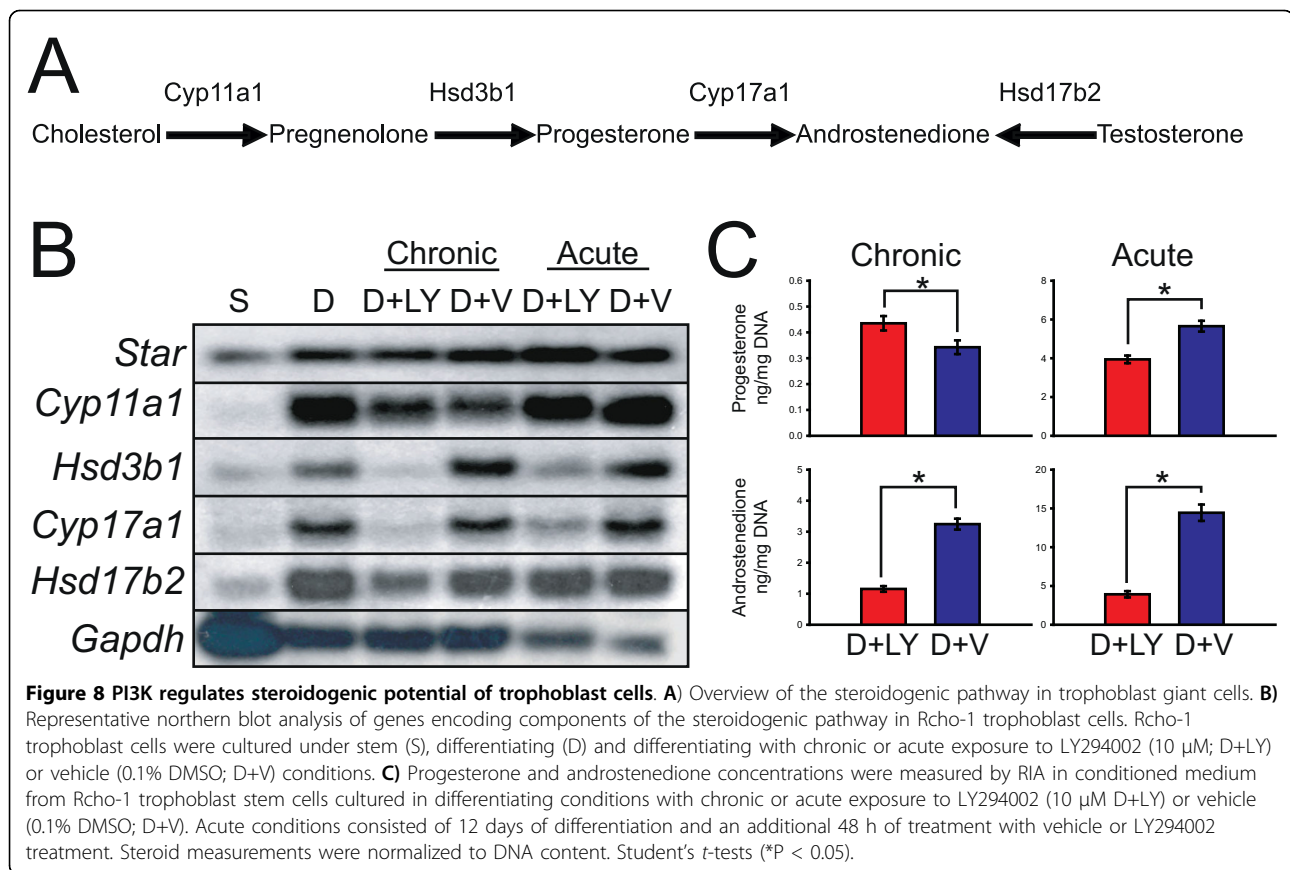 A
Cyp11a1 Hsd3b1 Cyp17a1 Hsd17b2
Cholesterol Pregnenolone Progesterone Androstenedione Testosterone
B
Chronic Acute
S D D+LY D+V D+LY D+V
Star
Cyp11a1
Hsd3b1
Cyp17a1
Hsd17b2
Gapdh
C
Chronic Acute
Progesterone
ng/mg DNA
0.6
0.5
0.4
0.3
0.2
0.1
0.0
*
8
6
4
2
0
*
Androstenedione
ng/mg DNA
5
4
3
2
1
0
*
20
15
10
5
0
*
D+LY D+V D+LY D+V
Figure 8 PI3K regulates steroidogenic potential of trophoblast cells. A) Overview of the steroidogenic pathway in trophoblast giant cells. B)
Representative northern blot analysis of genes encoding components of the steroidogenic pathway in Rcho-1 trophoblast cells. Rcho-1
trophoblast cells were cultured under stem (S), differentiating (D) and differentiating with chronic or acute exposure to LY294002 (10 μM; D+LY)
or vehicle (0.1% DMSO; D+V) conditions. C) Progesterone and androstenedione concentrations were measured by RIA in conditioned medium
from Rcho-1 trophoblast stem cells cultured in differentiating conditions with chronic or acute exposure to LY294002 (10 μM D+LY) or vehicle
(0.1% DMSO; D+V). Acute conditions consisted of 12 days of differentiation and an additional 48 h of treatment with vehicle or LY294002
treatment. Steroid measurements were normalized to DNA content. Student's t-tests (*P < 0.05).